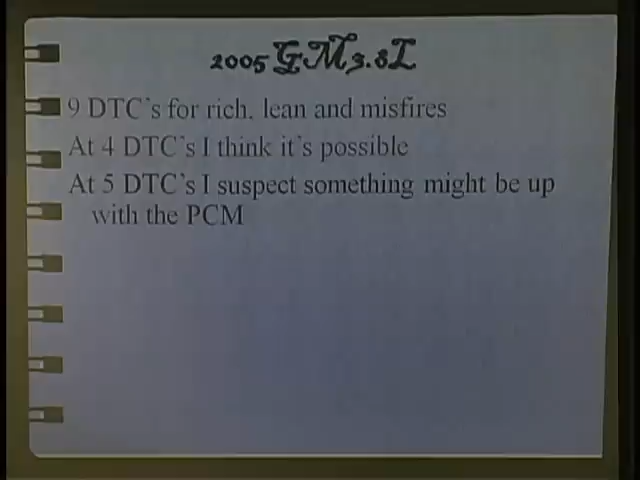 2005 GM 3.8L
9 DTC's for rich, lean and misfires
At 4 DTC's I think it's possible
At 5 DTC's I suspect something might be up
with the PCM